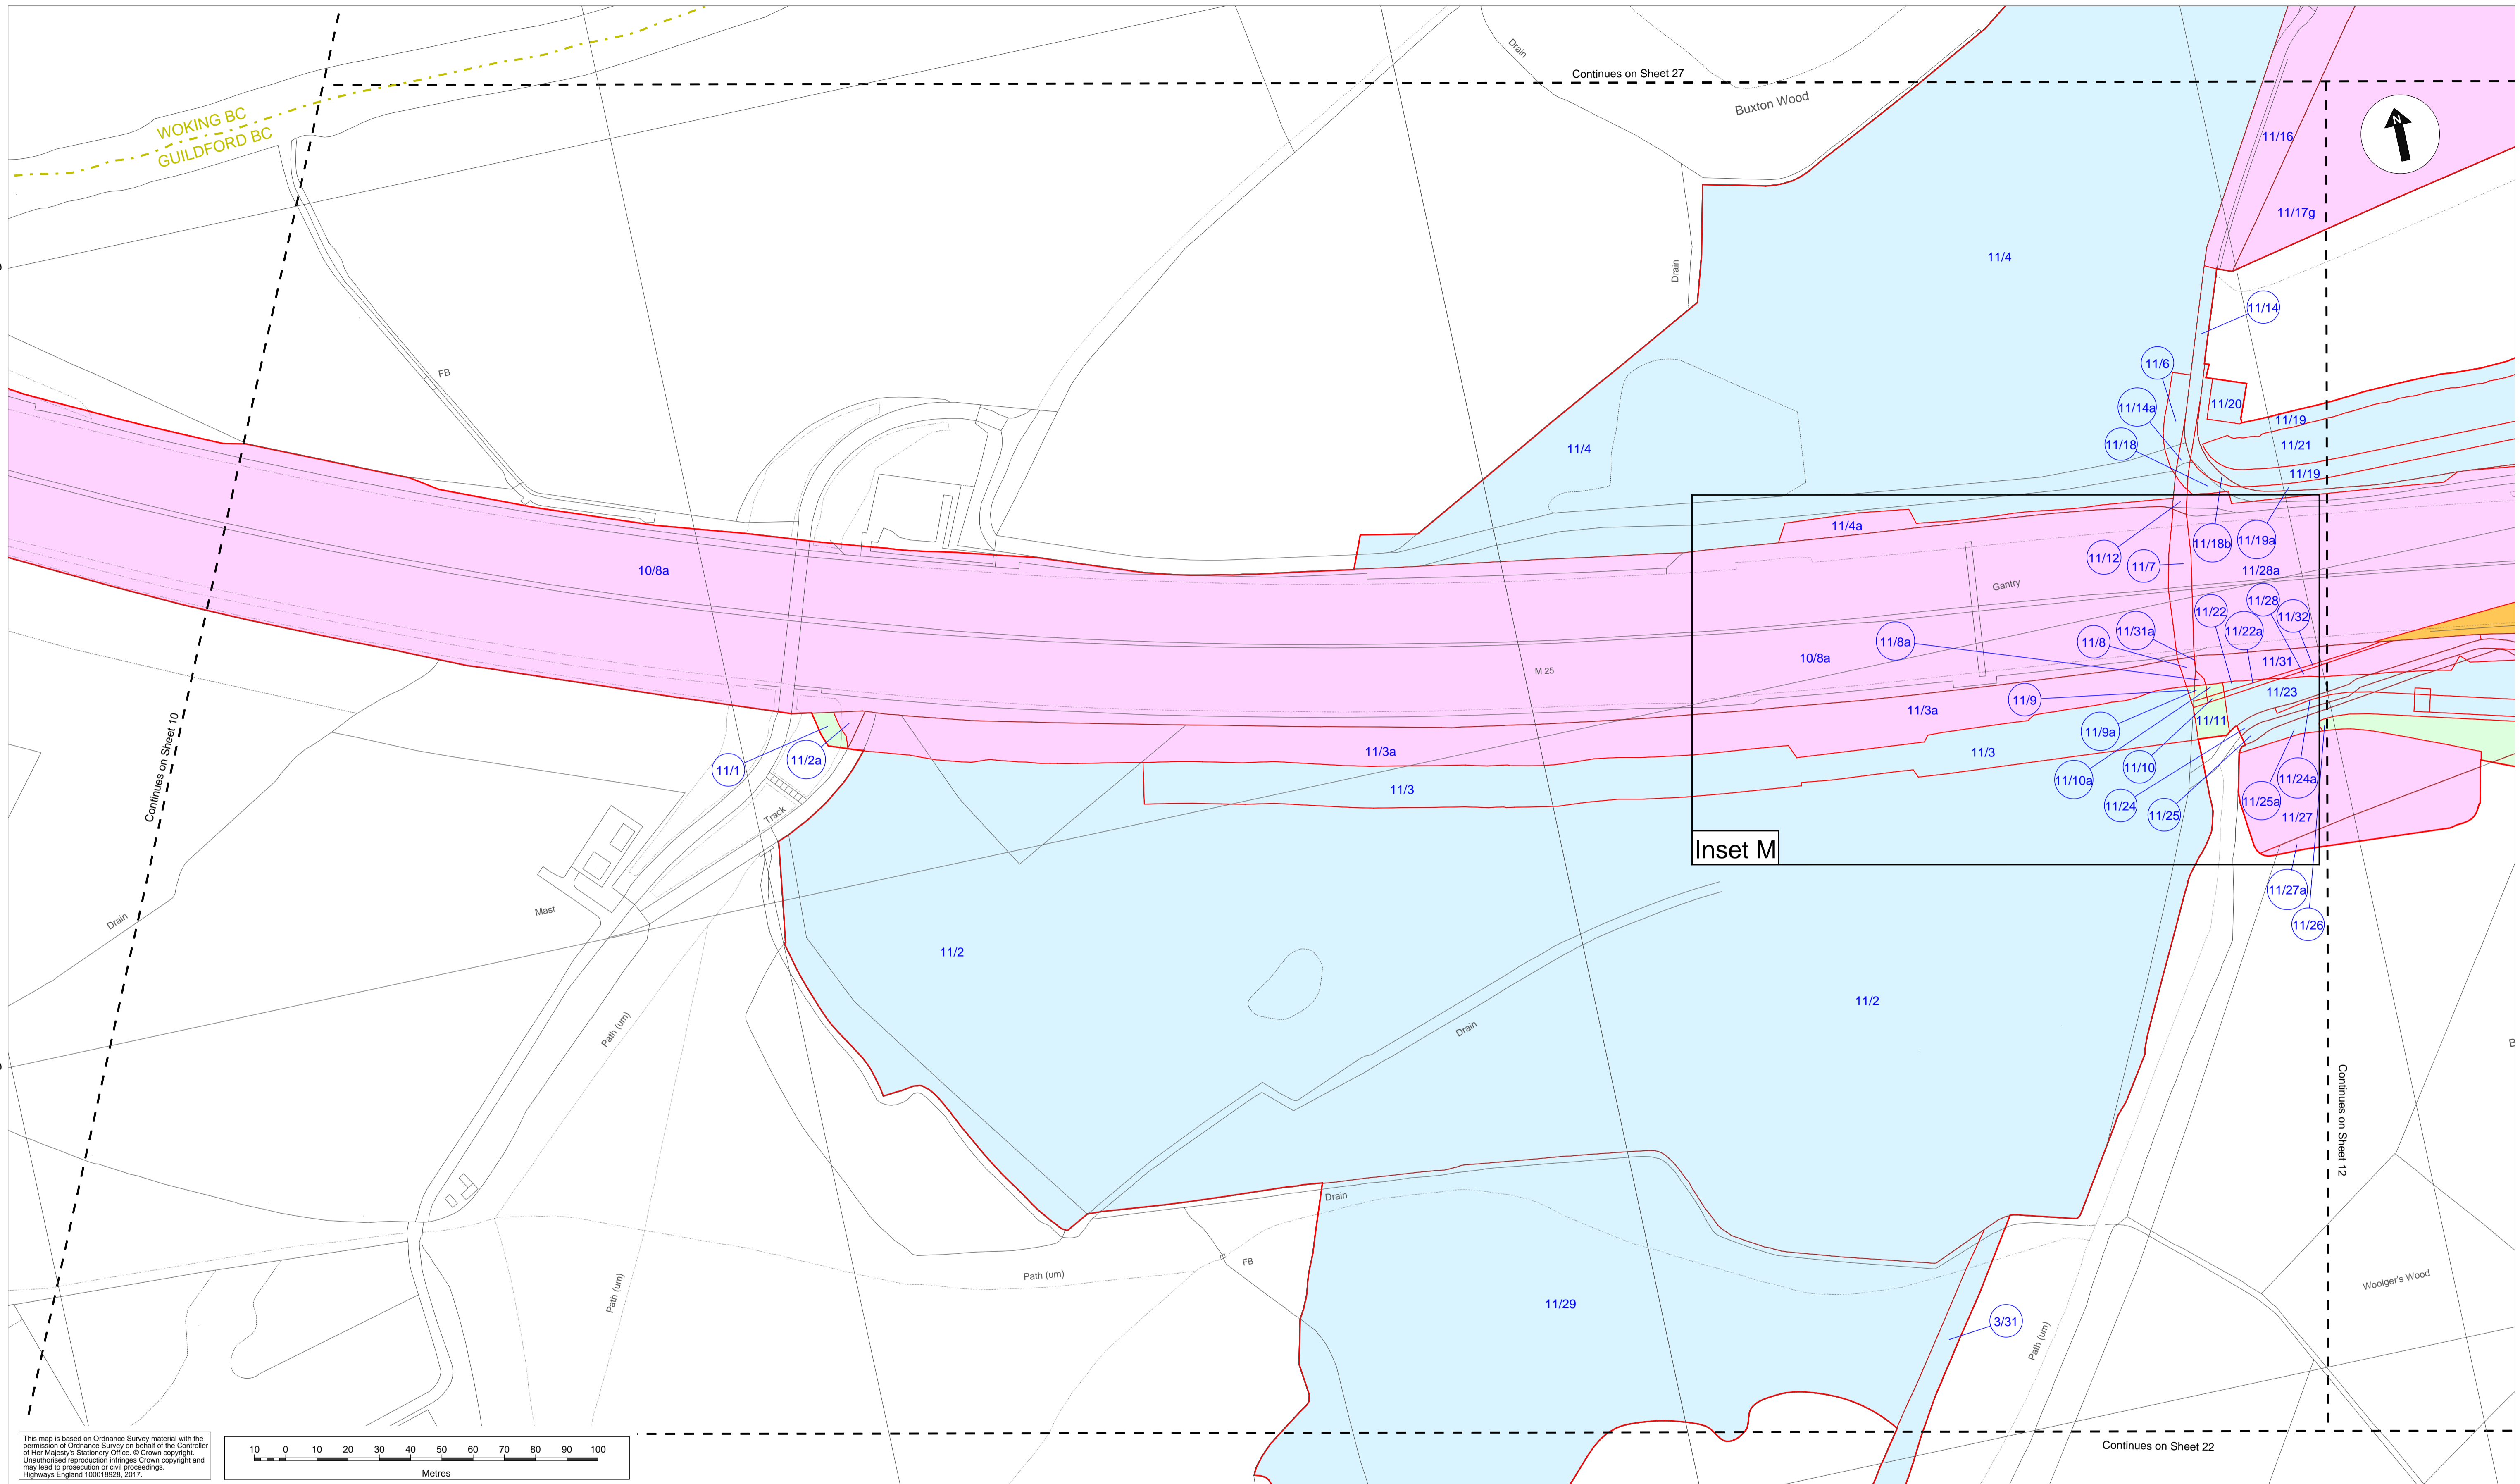 Continues on Sheet 27
Drain
Buxton Wood
WOKING BC
GUILDFORD BC
N
11/16
11/17g
11/4
Drain
11/14
FB
11/6
11/14a
11/20
11/19
11/18
11/21
11/4
11/19
11/4a
11/12
11/7
11/18b
11/19a
10/8a
11/28a
Gantry
11/28
11/22
11/32
11/31a
11/22a
11/8a
11/8
10/8a
M 25
11/31
11/9
11/23
11/3a
11/11
11/9a
11/3a
11/3
11/1
11/2a
11/10
11/10a
11/24a
11/3
11/24
11/25
11/25a
11/27
Track
Continues on Sheet 10
Inset M
11/27a
Mast
Drain
11/26
11/2
11/2
Path (um)
Drain
Continues on Sheet 12
B
Drain
FB
Path (um)
Path (um)
Woolger's Wood
11/29
3/31
Path (um)
This map is based on Ordnance Survey material with the
permission of Ordnance Survey on behalf of the Controller
of Her Majesty's Stationery Office. © Crown copyright.
Unauthorised reproduction infringes Crown copyright and
may lead to prosecution or civil proceedings.
Highways England 100018928, 2017.
10 0 10 20 30 40 50 60 70 80 90 100
Metres
Continues on Sheet 22